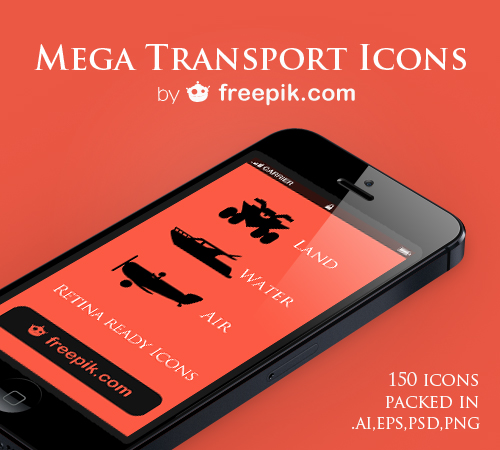 Mega Transport Icons
by freepik.com
CARRIER
LAND
WATER
AIR
Retina ready Icons
freepik.com
150 icons
packed in
.AI,EPS,PSD,PNG